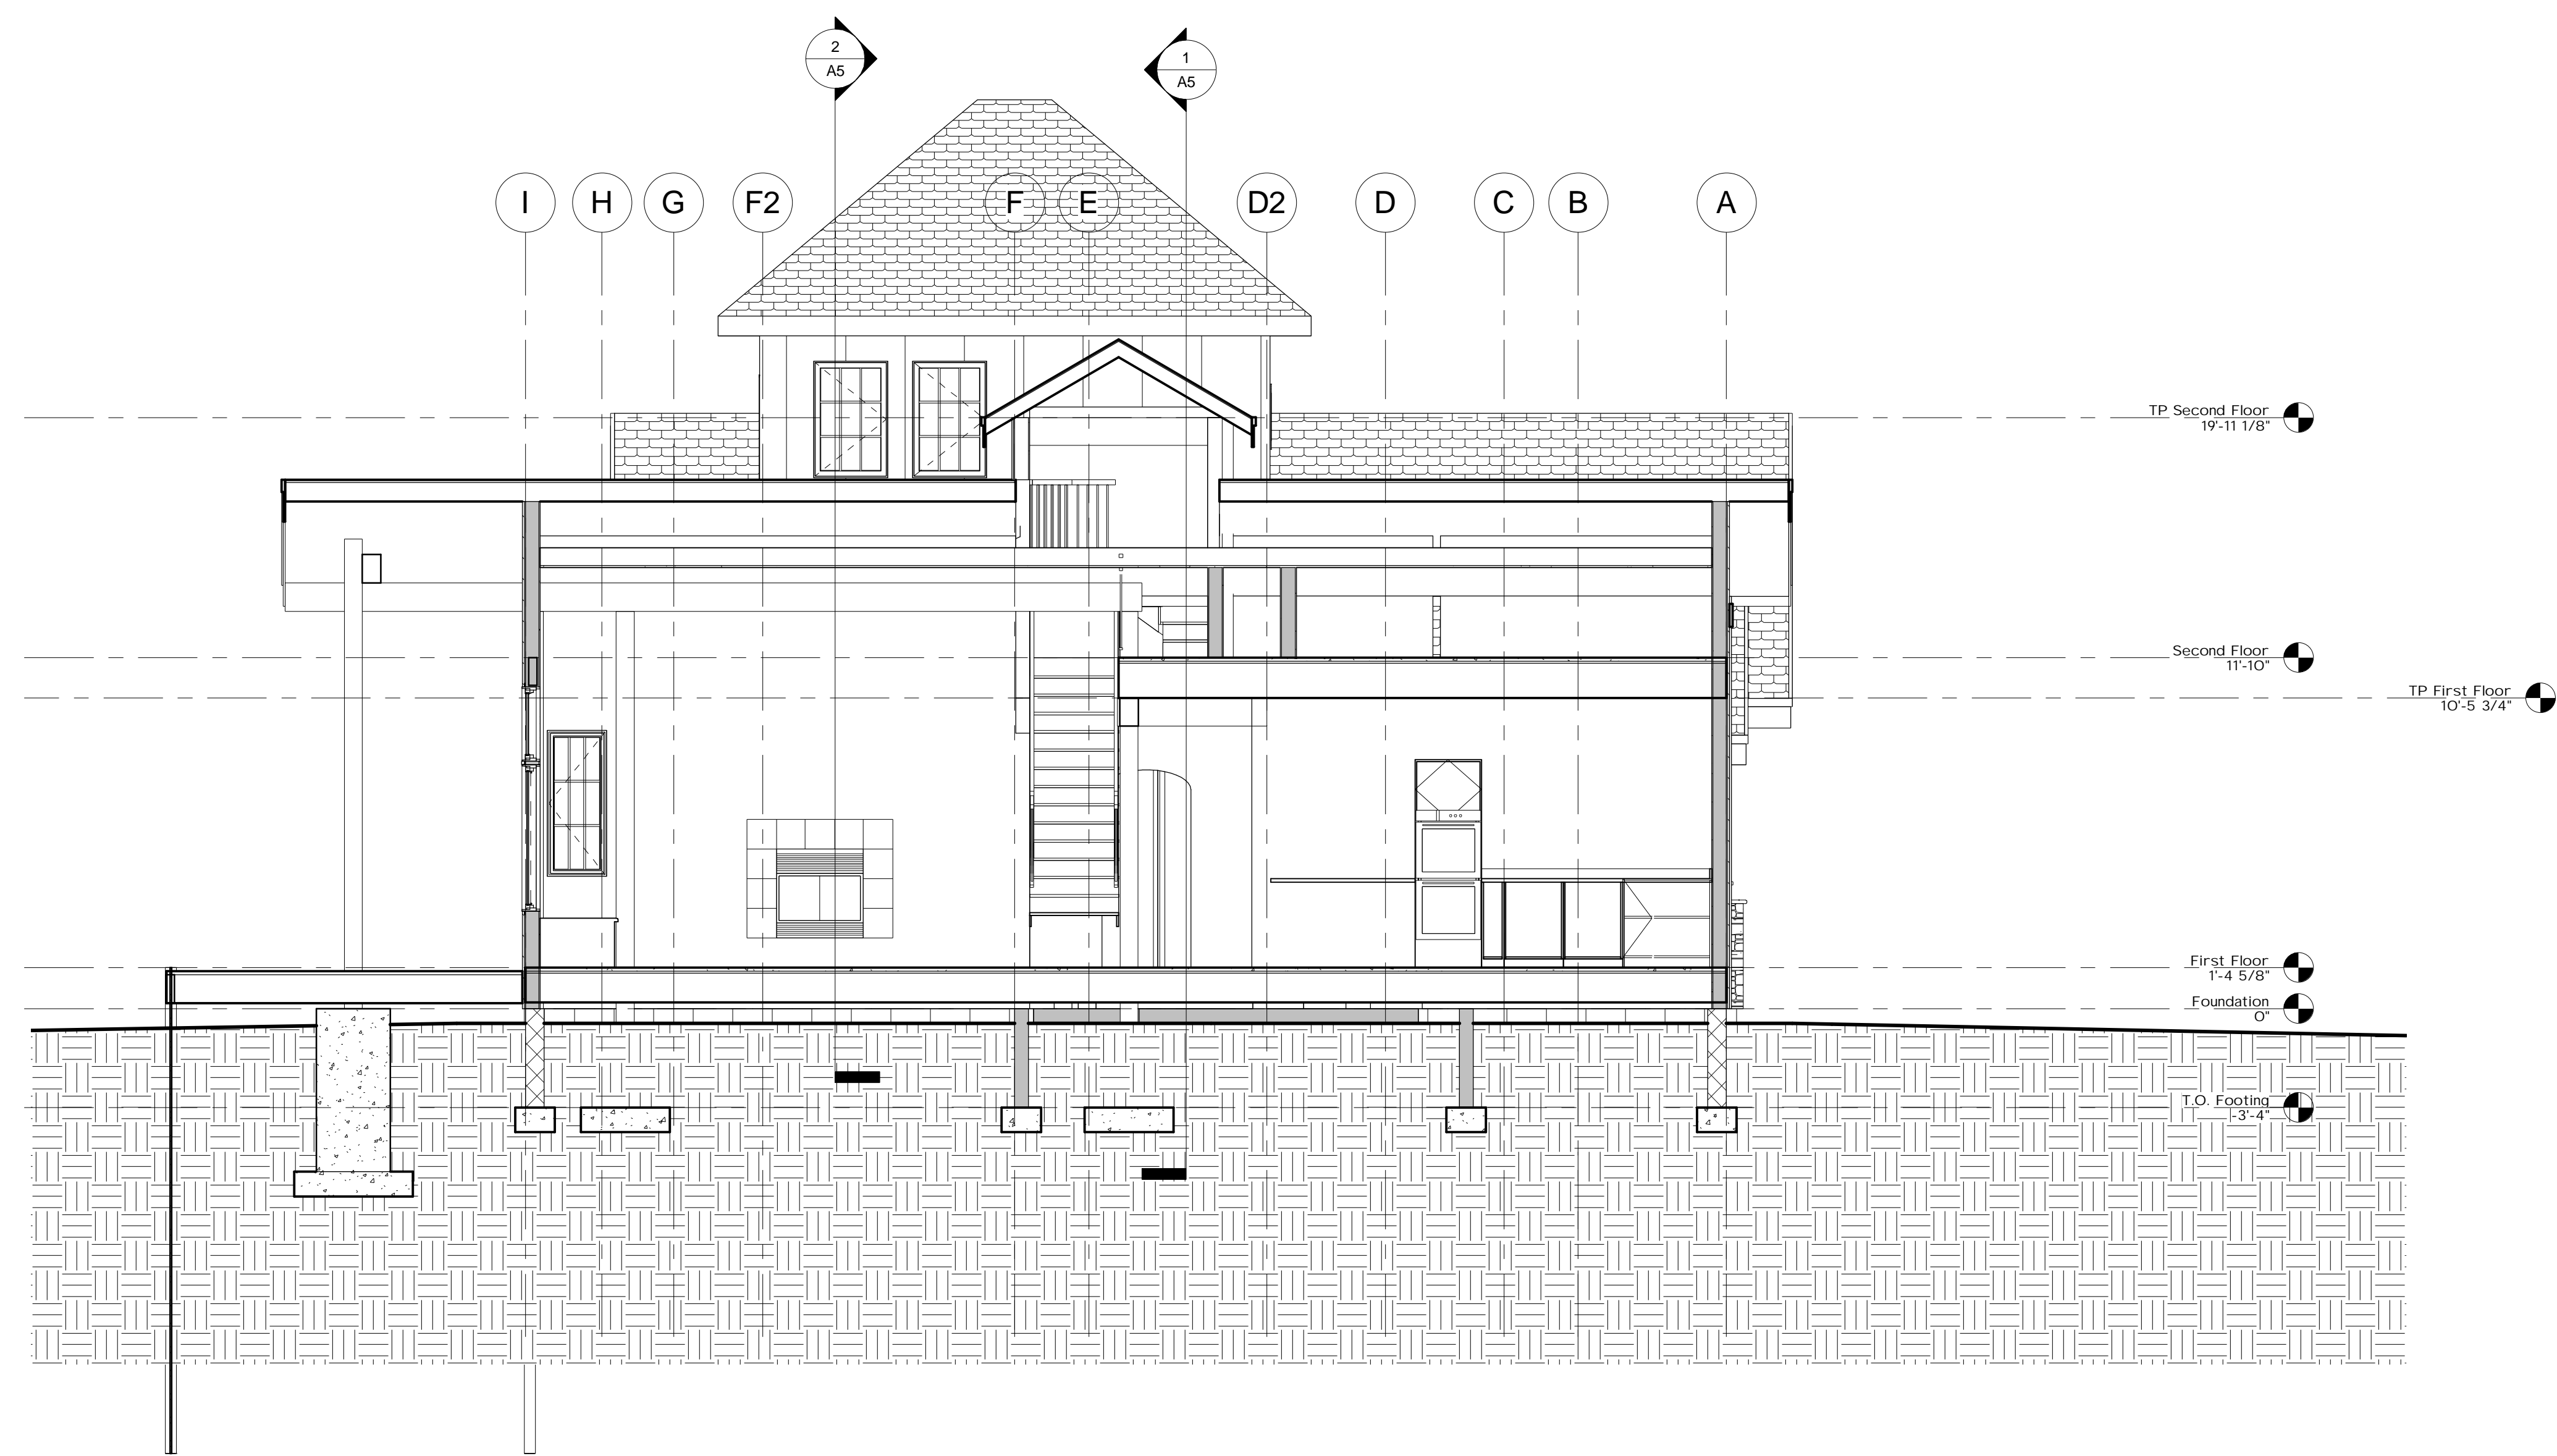 2
A5
1
A5
I
H
G
F2
F
E
D2
D
C
B
A
TP Second Floor
19'-11 1/8"
Second Floor
11'-10"
TP First Floor
10'-5 3/4"
First Floor
1'-4 5/8"
Foundation
0"
T.O. Footing
-3'-4"